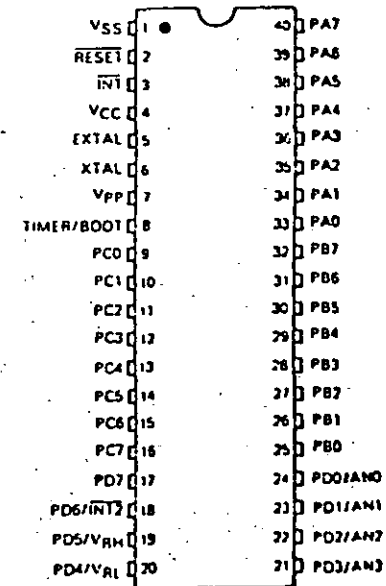 VSS 1 40 PA7
RESET 2 39 PA6
INT 3 38 PA5
VCC 4 37 PA4
EXTAL 5 36 PA3
XTAL 6 35 PA2
VPP 7 34 PA1
TIMER/BOOT 8 33 PA0
PC0 9 32 PB7
PC1 10 31 PB6
PC2 11 30 PB5
PC3 12 29 PB4
PC4 13 28 PB3
PC5 14 27 PB2
PC6 15 26 PB1
PC7 16 25 PB0
PD7 17 24 PD0/AN0
PD6/INT2 18 23 PD1/AN1
PD5/VRH 19 22 PD2/AN2
PD4/VRL 20 21 PD3/AN3